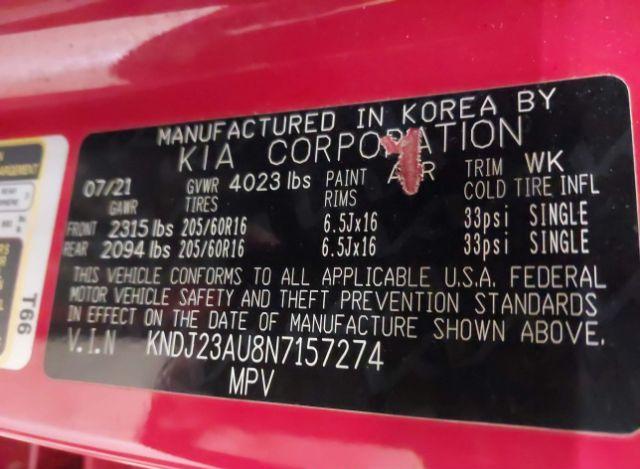 MANUFACTURED IN KOREA BY
KIA CORPORATION
07/21 GVWR 4023 lbs PAINT TRIM WK
GAWR TIRES RIMS COLD TIRE INFL
FRONT 2315 lbs 205/60R16 6.5Jx16 33psi SINGLE
REAR 2094 lbs 205/60R16 6.5Jx16 33psi SINGLE
THIS VEHICLE CONFORMS TO ALL APPLICABLE U.S.A. FEDERAL
MOTOR VEHICLE SAFETY AND THEFT PREVENTION STANDARDS
IN EFFECT ON THE DATE OF MANUFACTURE SHOWN ABOVE.
V.I.N KNDJ23AU8N7157274
MPV
T66